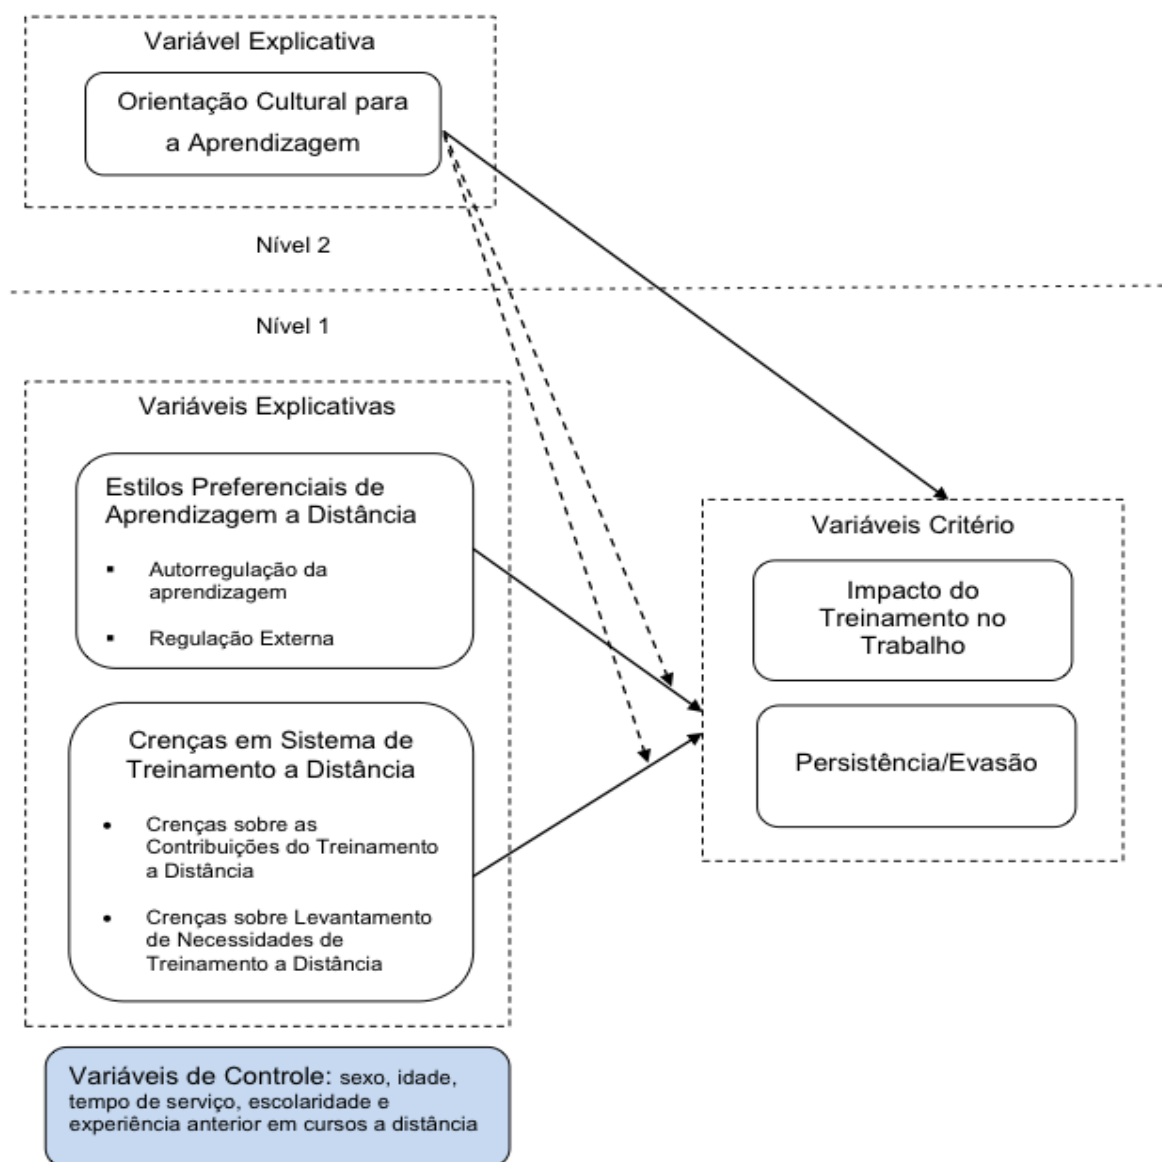 Variável Explicativa
Orientação Cultural para
a Aprendizagem
Nível 2
Nível 1
Variáveis Explicativas
Estilos Preferenciais de
Aprendizagem a Distância
▪ Autorregulação da
aprendizagem
▪ Regulação Externa
Crenças em Sistema de
Treinamento a Distância
• Crenças sobre as
Contribuições do Treinamento
a Distância
• Crenças sobre Levantamento
de Necessidades de
Treinamento a Distância
Variáveis Critério
Impacto do
Treinamento no
Trabalho
Persistência/Evasão
Variáveis de Controle: sexo, idade,
tempo de serviço, escolaridade e
experiência anterior em cursos a distância